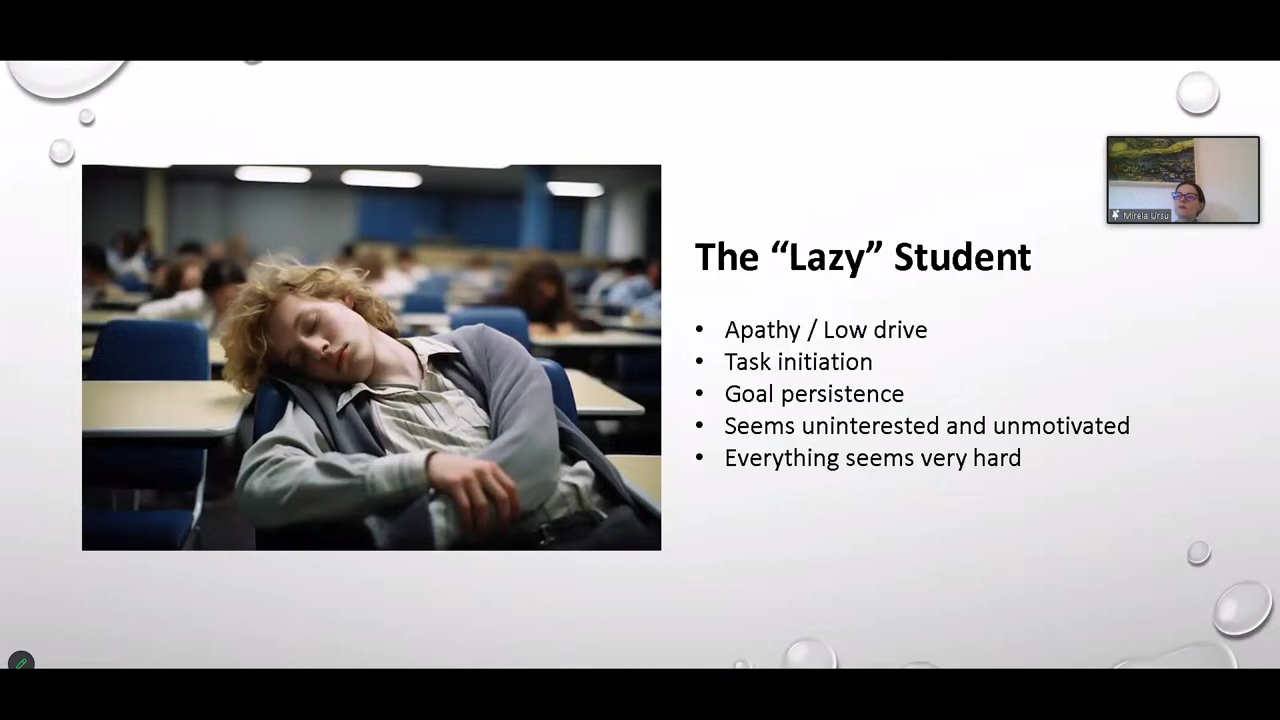 Mirela Ursu
The “Lazy” Student
• Apathy / Low drive
• Task initiation
• Goal persistence
• Seems uninterested and unmotivated
• Everything seems very hard